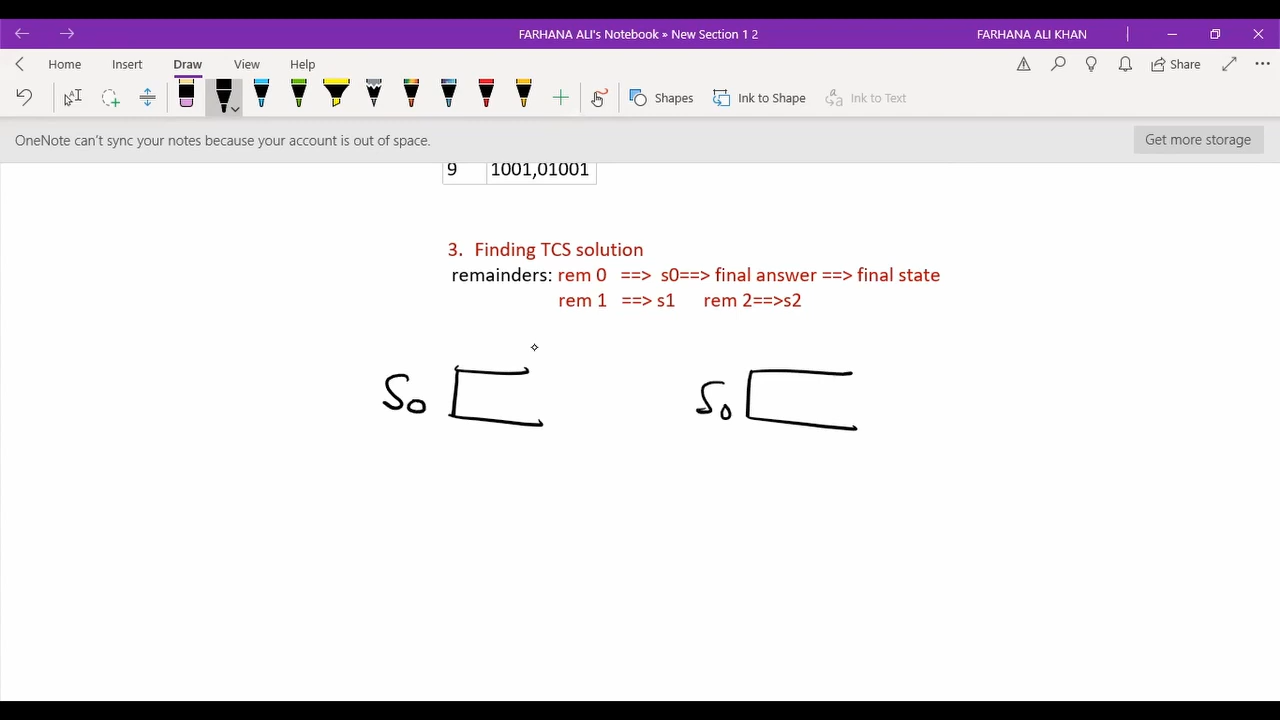 FARHANA ALI's Notebook » New Section 1 2
FARHANA ALI KHAN
Home Insert Draw View Help
Share
Shapes
Ink to Shape
Ink to Text
OneNote can't sync your notes because your account is out of space.
Get more storage
9 1001,01001
3. Finding TCS solution
remainders: rem 0 ==> s0==> final answer ==> final state
rem 1 ==> s1 rem 2==>s2
S0 S0